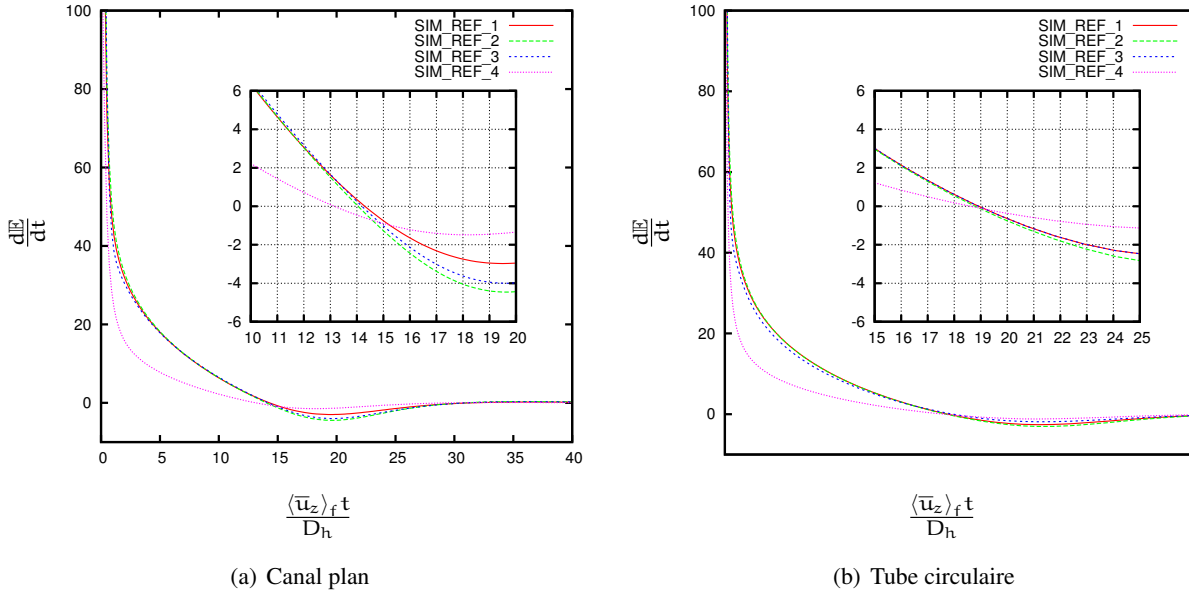 100
80
60
40
20
0
0 5 10 15 20 25 30 35 40
SIM_REF_1
SIM_REF_2
SIM_REF_3
SIM_REF_4
6
4
2
0
-2
-4
-6
10 11 12 13 14 15 16 17 18 19 20
d𝔼
dt
⟨u̅z⟩f t
Dh
(a) Canal plan
100
80
60
40
20
0
SIM_REF_1
SIM_REF_2
SIM_REF_3
SIM_REF_4
6
4
2
0
-2
-4
-6
15 16 17 18 19 20 21 22 23 24 25
d𝔼
dt
⟨u̅z⟩f t
Dh
(b) Tube circulaire